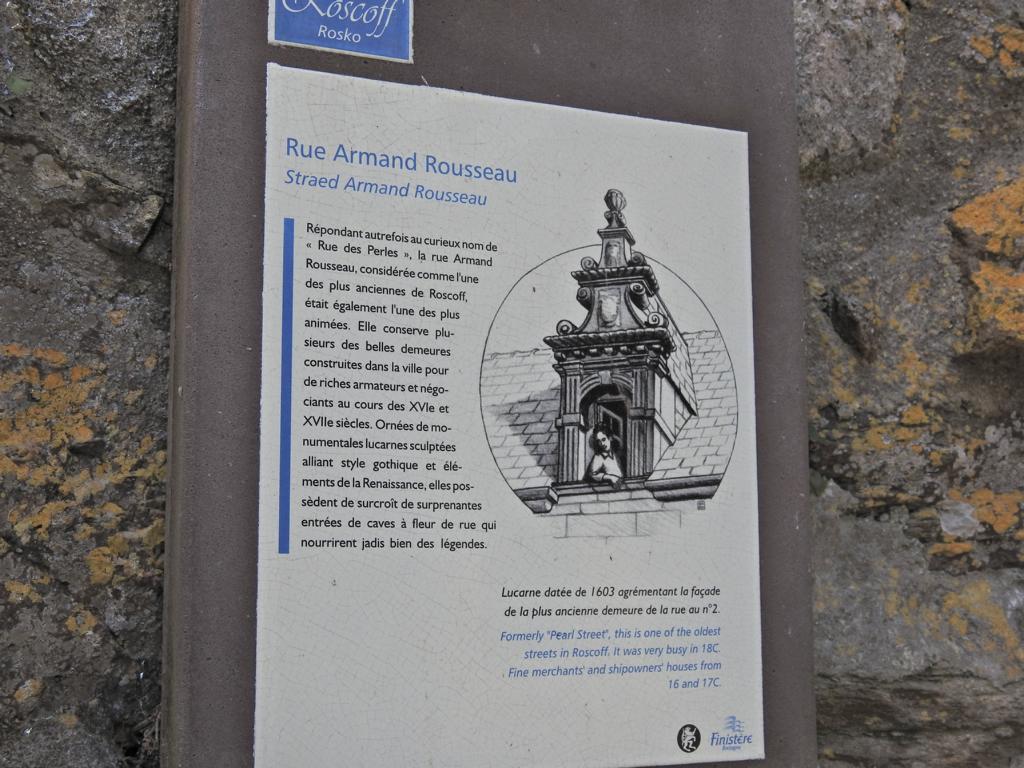 Roscoff
Rosko
Rue Armand Rousseau
Straed Armand Rousseau
Répondant autrefois au curieux nom de
« Rue des Perles », la rue Armand
Rousseau, considérée comme l'une
des plus anciennes de Roscoff,
était également l'une des plus
animées. Elle conserve plu-
sieurs des belles demeures
construites dans la ville pour
de riches armateurs et négo-
ciants au cours des XVIe et
XVIIe siècles. Ornées de mo-
numentales lucarnes sculptées
alliant style gothique et élé-
ments de la Renaissance, elles pos-
sèdent de surcroît de surprenantes
entrées de caves à fleur de rue qui
nourrirent jadis bien des légendes.
Lucarne datée de 1603 agrémentant la façade
de la plus ancienne demeure de la rue au n°2.
Formerly "Pearl Street", this is one of the oldest
streets in Roscoff. It was very busy in 18C.
Fine merchants' and shipowners' houses from
16 and 17C.
Finistère
Bretagne